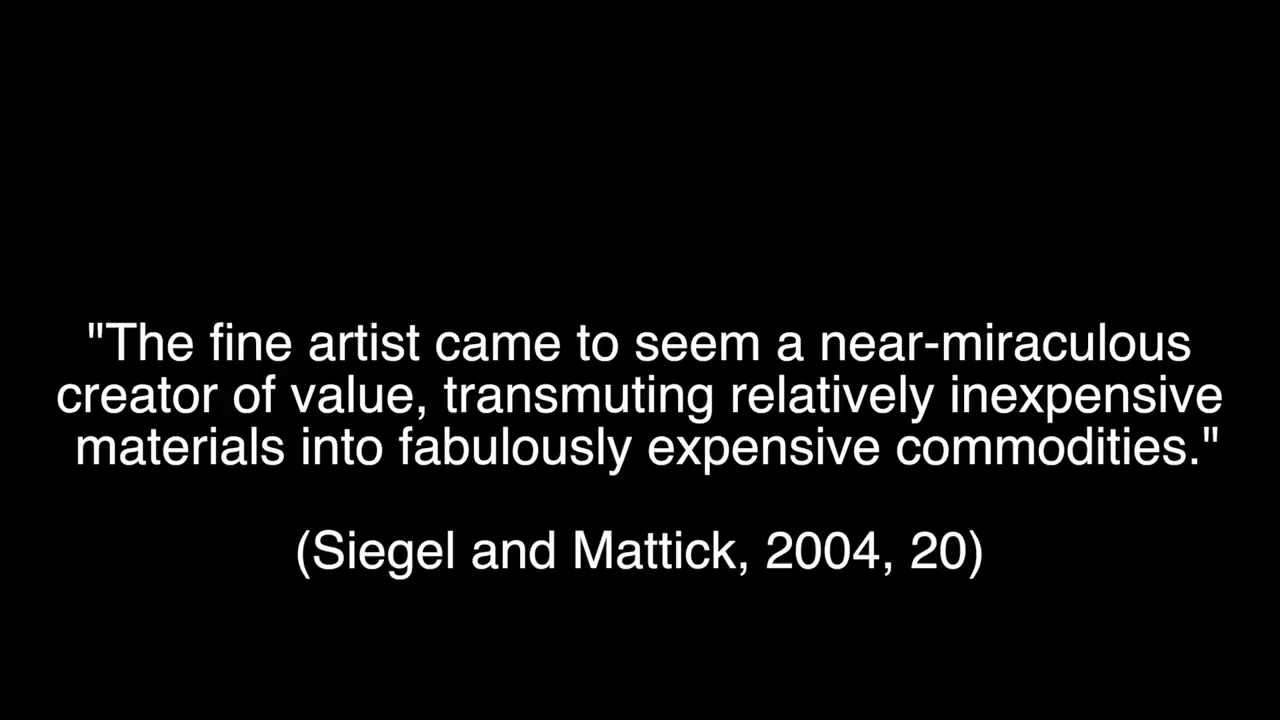 "The fine artist came to seem a near-miraculous
creator of value, transmuting relatively inexpensive
materials into fabulously expensive commodities."
(Siegel and Mattick, 2004, 20)